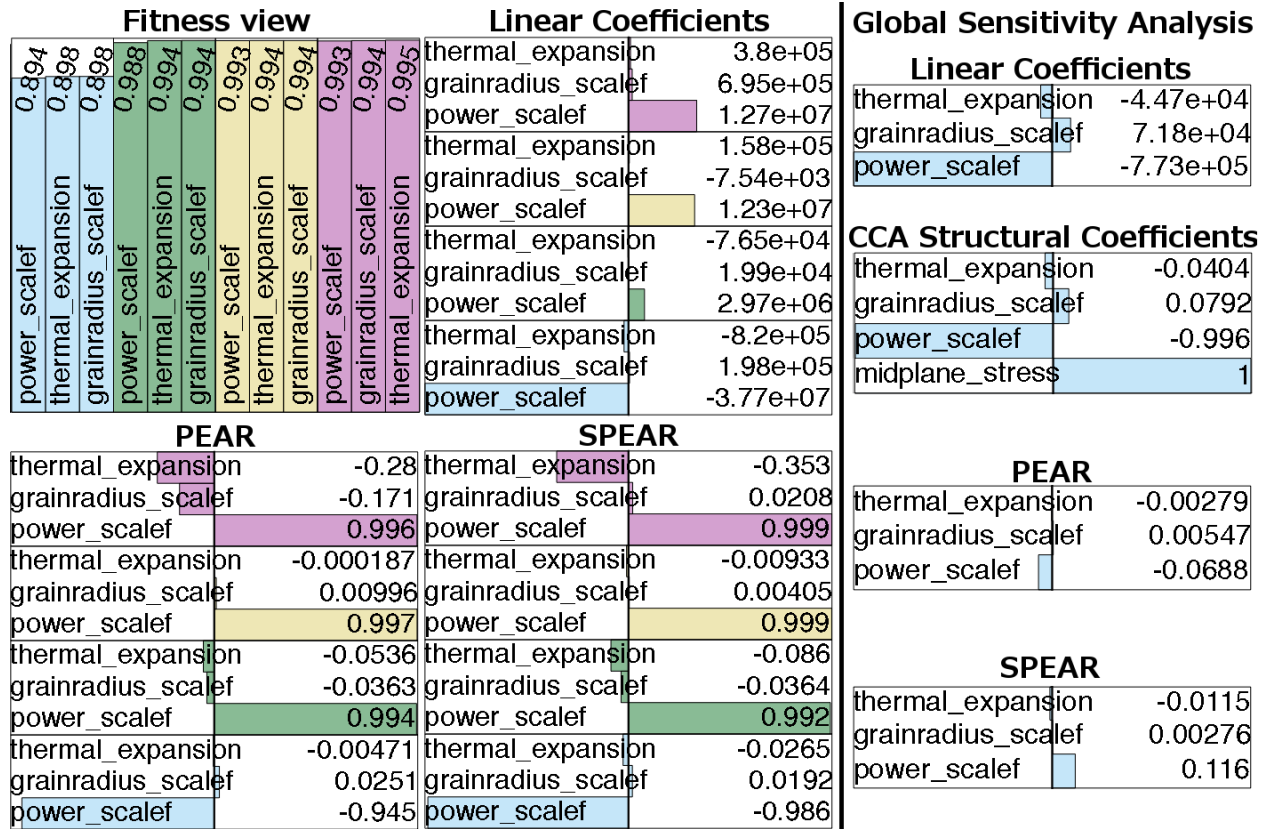 Fitness view
0.894
0.898
0.898
0.988
0.994
0.994
0.993
0.994
0.994
0.993
0.994
0.995
power_scalef
thermal_expansion
grainradius_scalef
power_scalef
thermal_expansion
grainradius_scalef
power_scalef
thermal_expansion
grainradius_scalef
power_scalef
grainradius_scalef
thermal_expansion
Linear Coefficients
thermal_expansion 3.8e+05
grainradius_scalef 6.95e+05
power_scalef 1.27e+07
thermal_expansion 1.58e+05
grainradius_scalef -7.54e+03
power_scalef 1.23e+07
thermal_expansion -7.65e+04
grainradius_scalef 1.99e+04
power_scalef 2.97e+06
thermal_expansion -8.2e+05
grainradius_scalef 1.98e+05
power_scalef -3.77e+07
PEAR
thermal_expansion -0.28
grainradius_scalef -0.171
power_scalef 0.996
thermal_expansion -0.000187
grainradius_scalef 0.00996
power_scalef 0.997
thermal_expansion -0.0536
grainradius_scalef -0.0363
power_scalef 0.994
thermal_expansion -0.00471
grainradius_scalef 0.0251
power_scalef -0.945
SPEAR
thermal_expansion -0.353
grainradius_scalef 0.0208
power_scalef 0.999
thermal_expansion -0.00933
grainradius_scalef 0.00405
power_scalef 0.999
thermal_expansion -0.086
grainradius_scalef -0.0364
power_scalef 0.992
thermal_expansion -0.0265
grainradius_scalef 0.0192
power_scalef -0.986
Global Sensitivity Analysis
Linear Coefficients
thermal_expansion -4.47e+04
grainradius_scalef 7.18e+04
power_scalef -7.73e+05
CCA Structural Coefficients
thermal_expansion -0.0404
grainradius_scalef 0.0792
power_scalef -0.996
midplane_stress 1
PEAR
thermal_expansion -0.00279
grainradius_scalef 0.00547
power_scalef -0.0688
SPEAR
thermal_expansion -0.0115
grainradius_scalef 0.00276
power_scalef 0.116